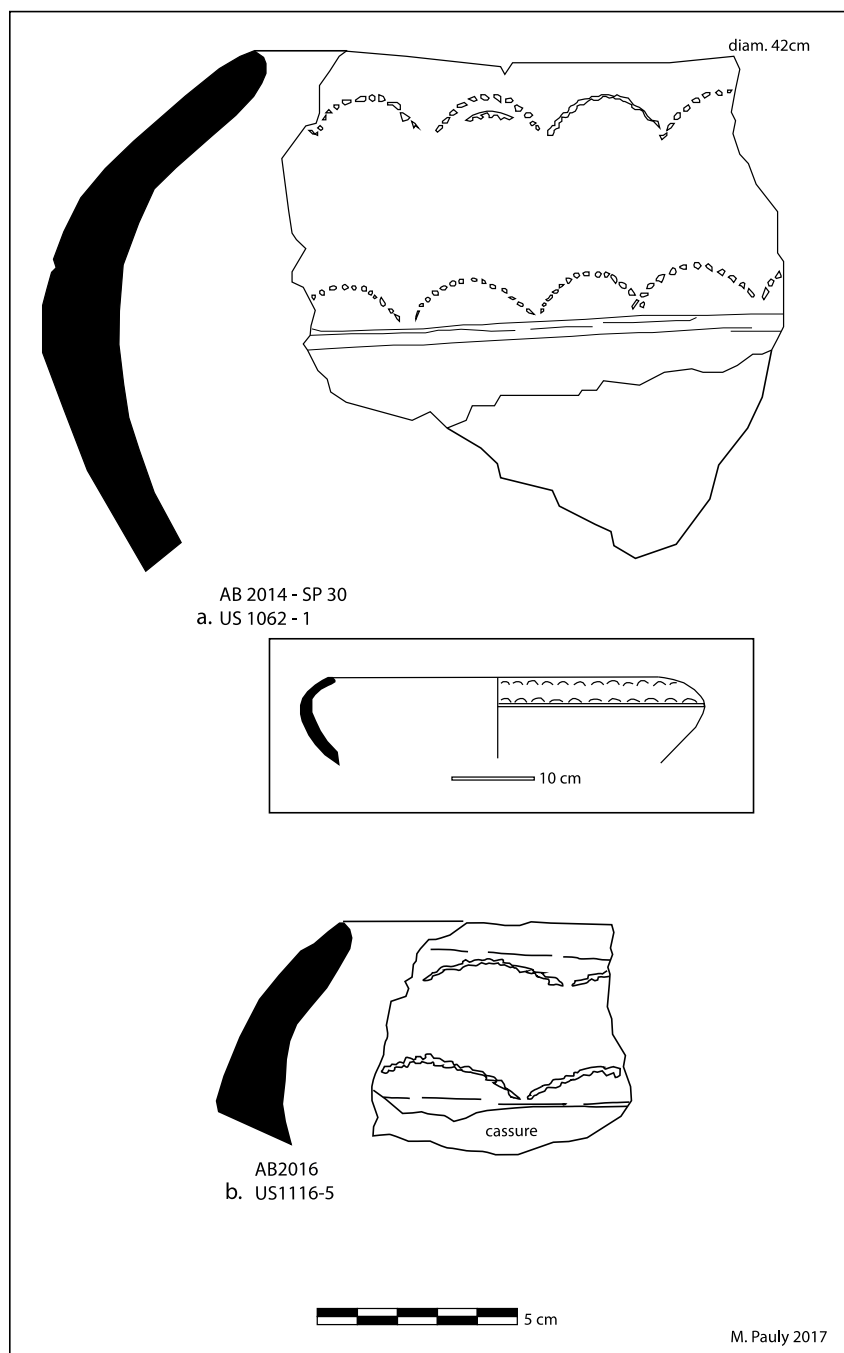 diam. 42cm
AB 2014 - SP 30
a. US 1062 - 1
10 cm
cassure
AB2016
b. US1116-5
5 cm
M. Pauly 2017